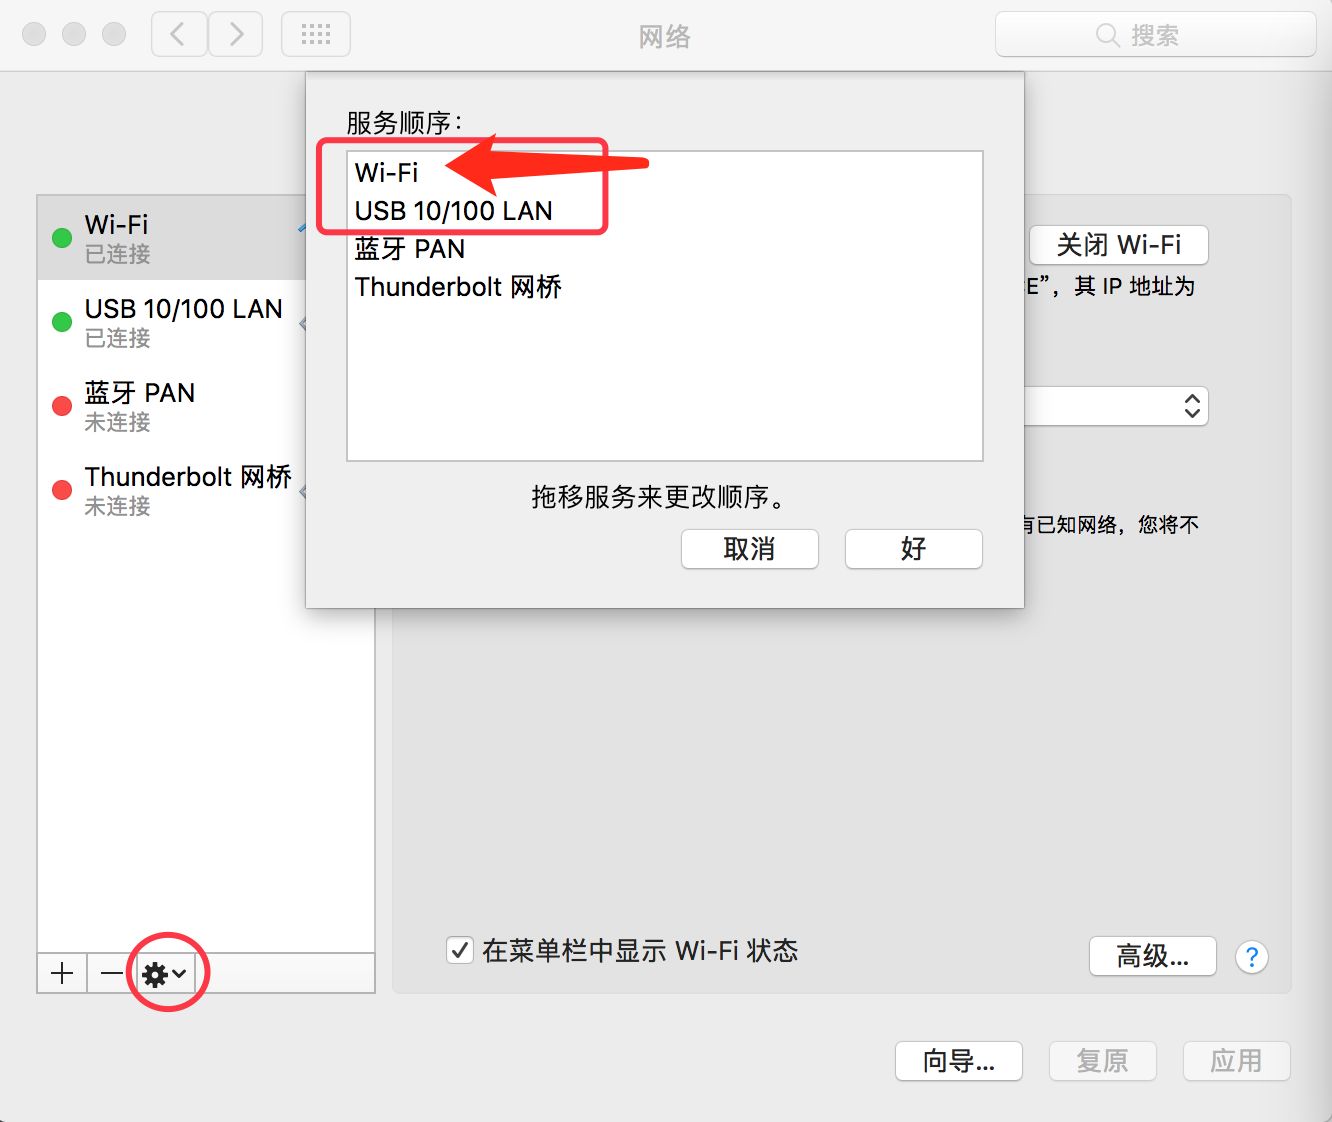 网络
搜索
服务顺序：
Wi-Fi
USB 10/100 LAN
蓝牙 PAN
Thunderbolt 网桥
拖移服务来更改顺序。
取消
好
Wi-Fi
已连接
USB 10/100 LAN
已连接
蓝牙 PAN
未连接
Thunderbolt 网桥
未连接
关闭 Wi-Fi
E”，其 IP 地址为
已知网络，您将不
在菜单栏中显示 Wi-Fi 状态
高级...
?
向导...
复原
应用